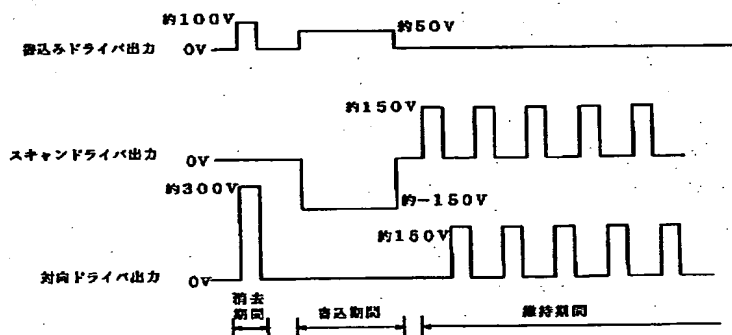 約100V
約50V
書込みドライバ出力 0V
約150V
スキャンドライバ出力 0V
約300V
約-150V
約150V
対向ドライバ出力 0V
消去期間
書込期間
維持期間